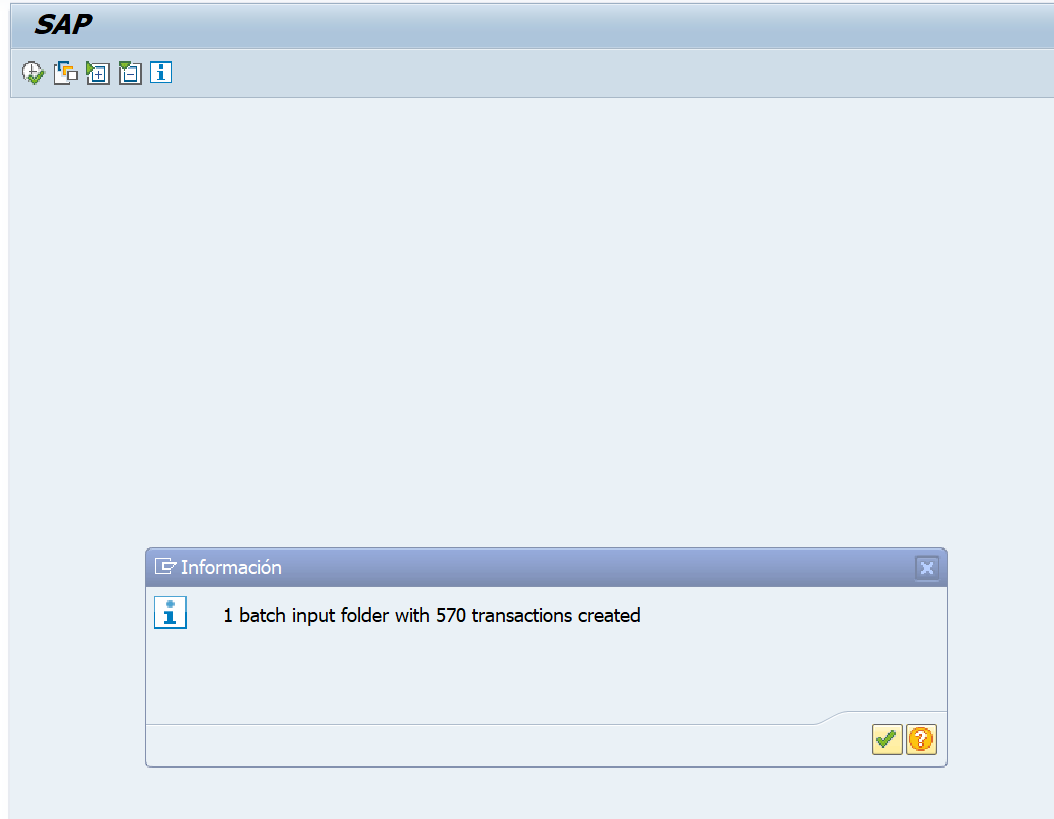 SAP
Información
1 batch input folder with 570 transactions created